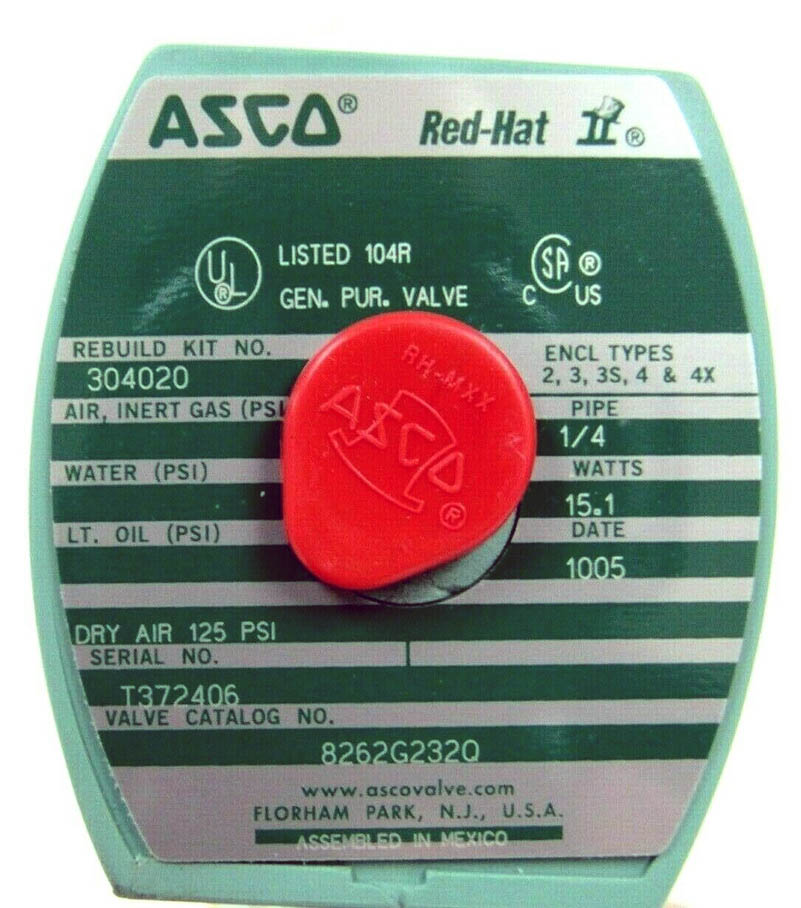 ASCO® Red-Hat II®
LISTED 104R
GEN. PUR. VALVE
UL®
SA®
C US
REBUILD KIT NO.
304020
ENCL TYPES
2, 3, 3S, 4 & 4X
AIR, INERT GAS (PSI
PIPE
1/4
WATER (PSI)
WATTS
15.1
LT. OIL (PSI)
DATE
1005
RH-MXX
ASCO
®
DRY AIR 125 PSI
SERIAL NO.
T372406
VALVE CATALOG NO.
8262G232Q
www.ascovalve.com
FLORHAM PARK, N.J., U.S.A.
ASSEMBLED IN MEXICO